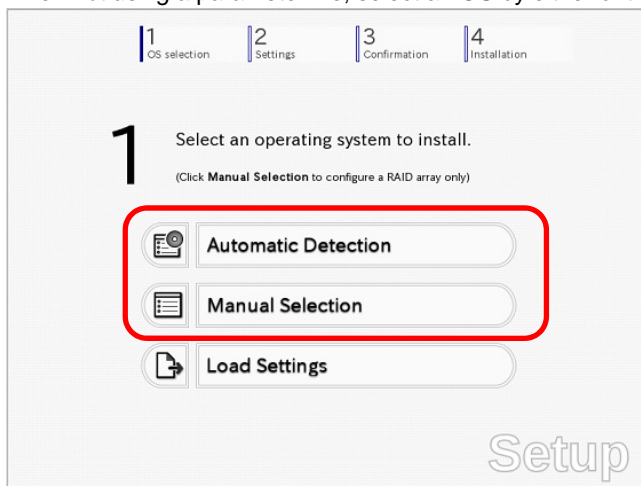 1 2 3 4
OS selection Settings Confirmation Installation
1 Select an operating system to install.
(Click Manual Selection to configure a RAID array only)
Automatic Detection
Manual Selection
Load Settings
Setup